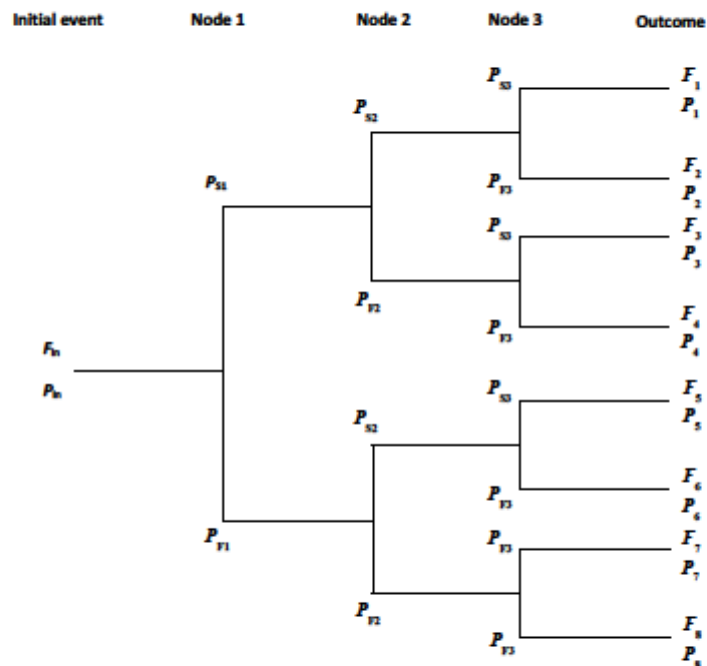 Initial event Node 1 Node 2 Node 3 Outcome
P_S3 F_1
P_1
P_S2
F_2
P_F3 P_2
P_S1
P_S3 F_3
P_3
P_F2
F_4
P_F3 P_4
F_in
P_in
P_S3 F_5
P_5
P_S2
F_6
P_F3 P_6
P_F1 P_F3 F_7
P_7
P_F2
F_8
P_F3 P_8